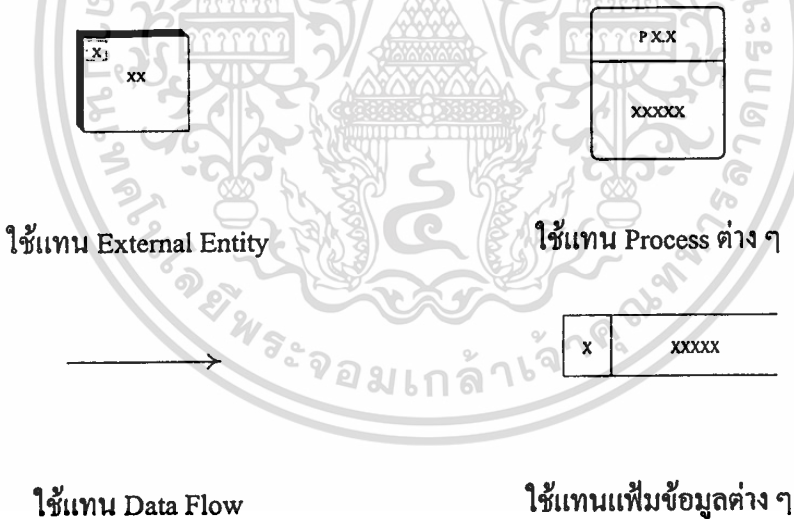 X
XX
P X.X
XXXXX
ใช้แทน External Entity
ใช้แทน Process ต่าง ๆ
X
XXXXX
ใช้แทน Data Flow
ใช้แทนแฟ้มข้อมูลต่าง ๆ